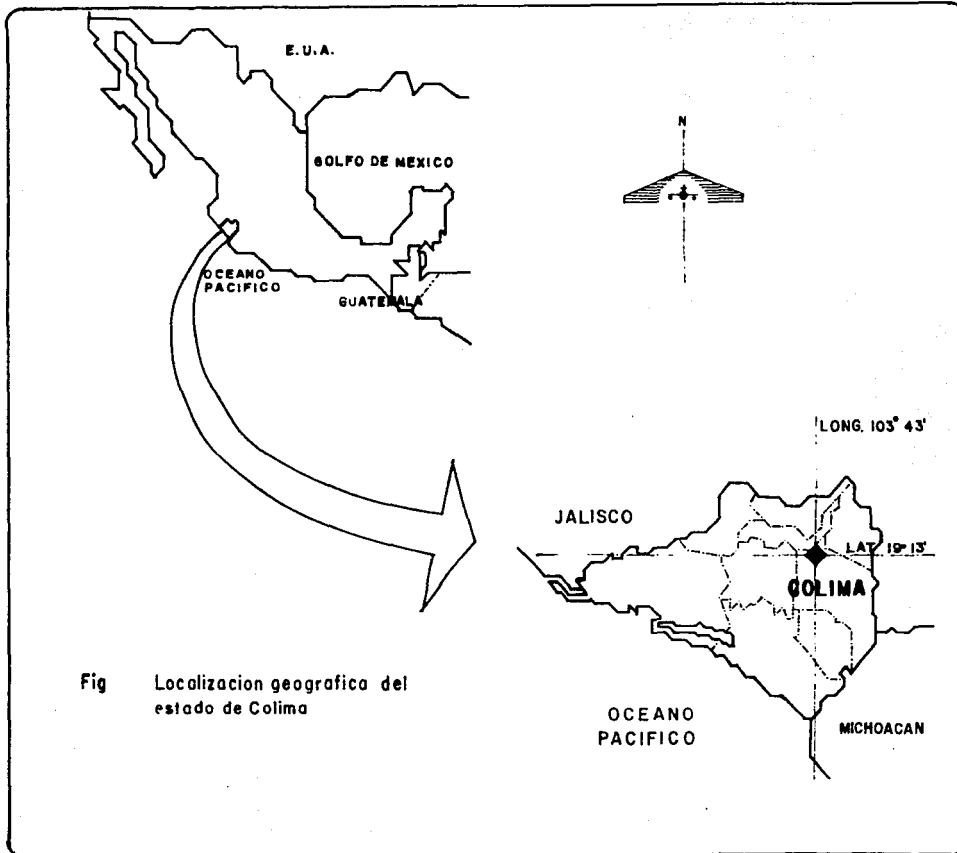 E.U.A.
N
GOLFO DE MEXICO
OCEANO
PACIFICO
GUATEMALA
LONG. 103° 43'
JALISCO
LAT. 19° 13'
COLIMA
Fig Localizacion geografica del
estado de Colima
OCEANO
PACIFICO
MICHOACAN